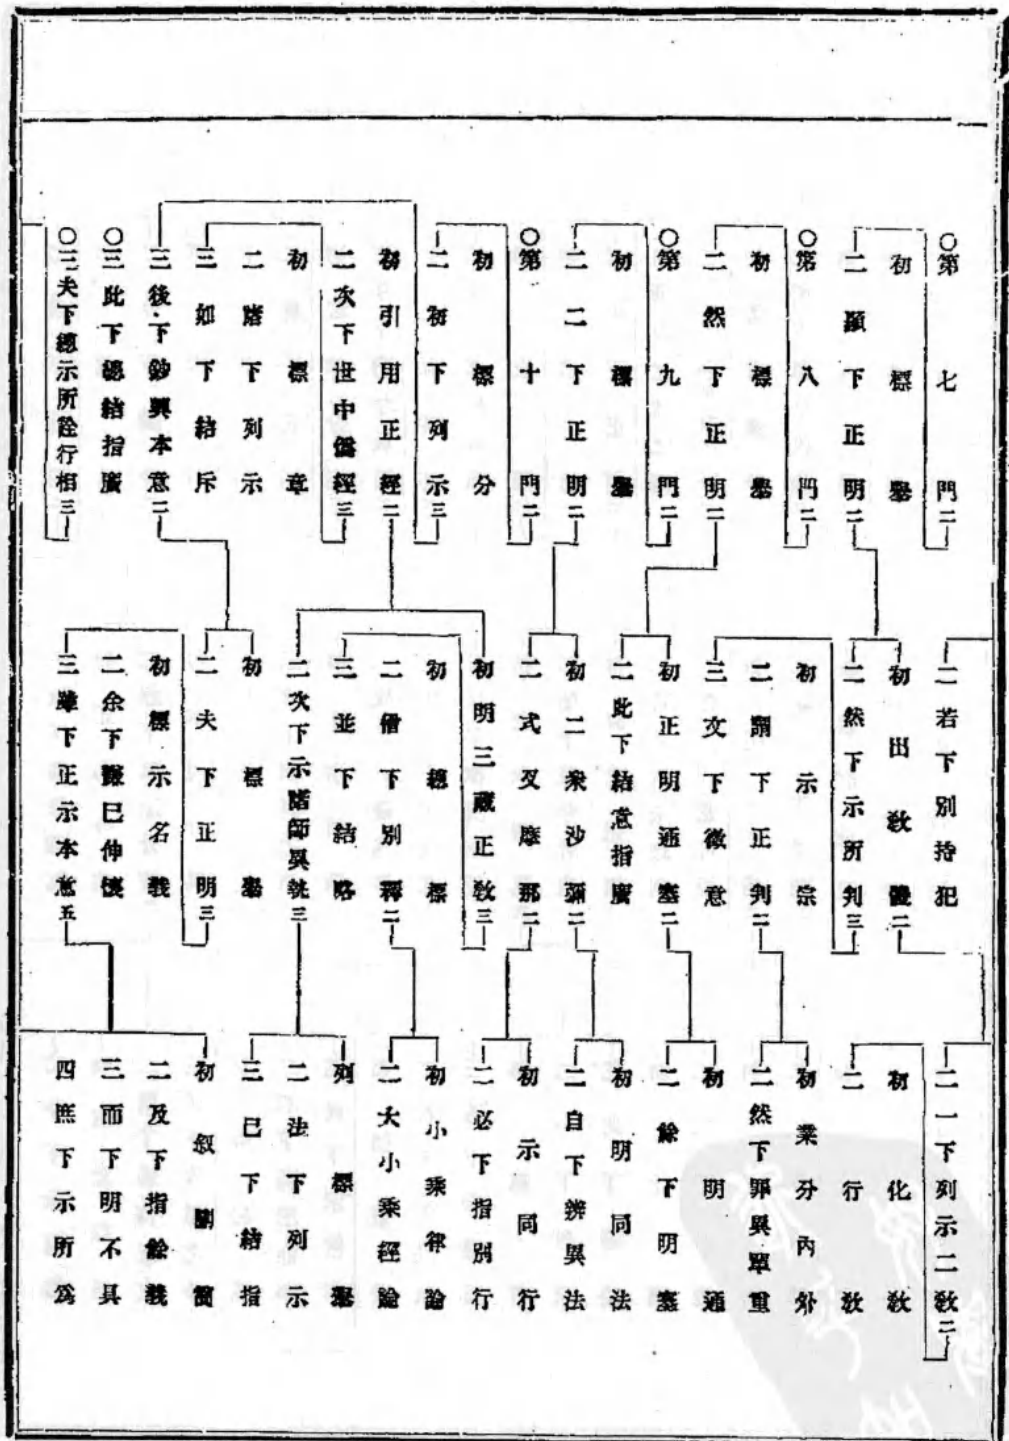 ○第七門二
初標舉
二顯下正明二
○第八門二
初標舉
二然下正明二
○第九門二
初標舉
二二下正明二
○第十門二
初標分
二初下列示三
初引用正經二
二次下世中僞經三
初標章
二諸下列示
三如下結斥
三後下鈔興本意二
○三此下總結指廣
○三夫下總示所詮行相三
二若下別持犯
初出教體二
二然下示所判三
初示宗
二謂下正判二
三文下徵意
初正明通塞二
二此下結意指廣
初二衆沙彌二
二式叉摩那二
初明三藏正教三
初總標
二僧下別釋二
三並下結略
二次下示諸師異執三
初標舉
二夫下正明三
初標示名義
二余下謙己伸懷
三雖下正示本意五
二一下列示二教二
初化教
二行教
初業分內外
二然下罪異單重
初明通
二餘下明塞
初明同法
二自下辨異法
初示同行
二必下指別行
初小乘律論
二大小乘經論
列標舉
二法下列示
三已下結指
初叙關簡
二及下指餘義
三而下明不具
四庶下示所爲